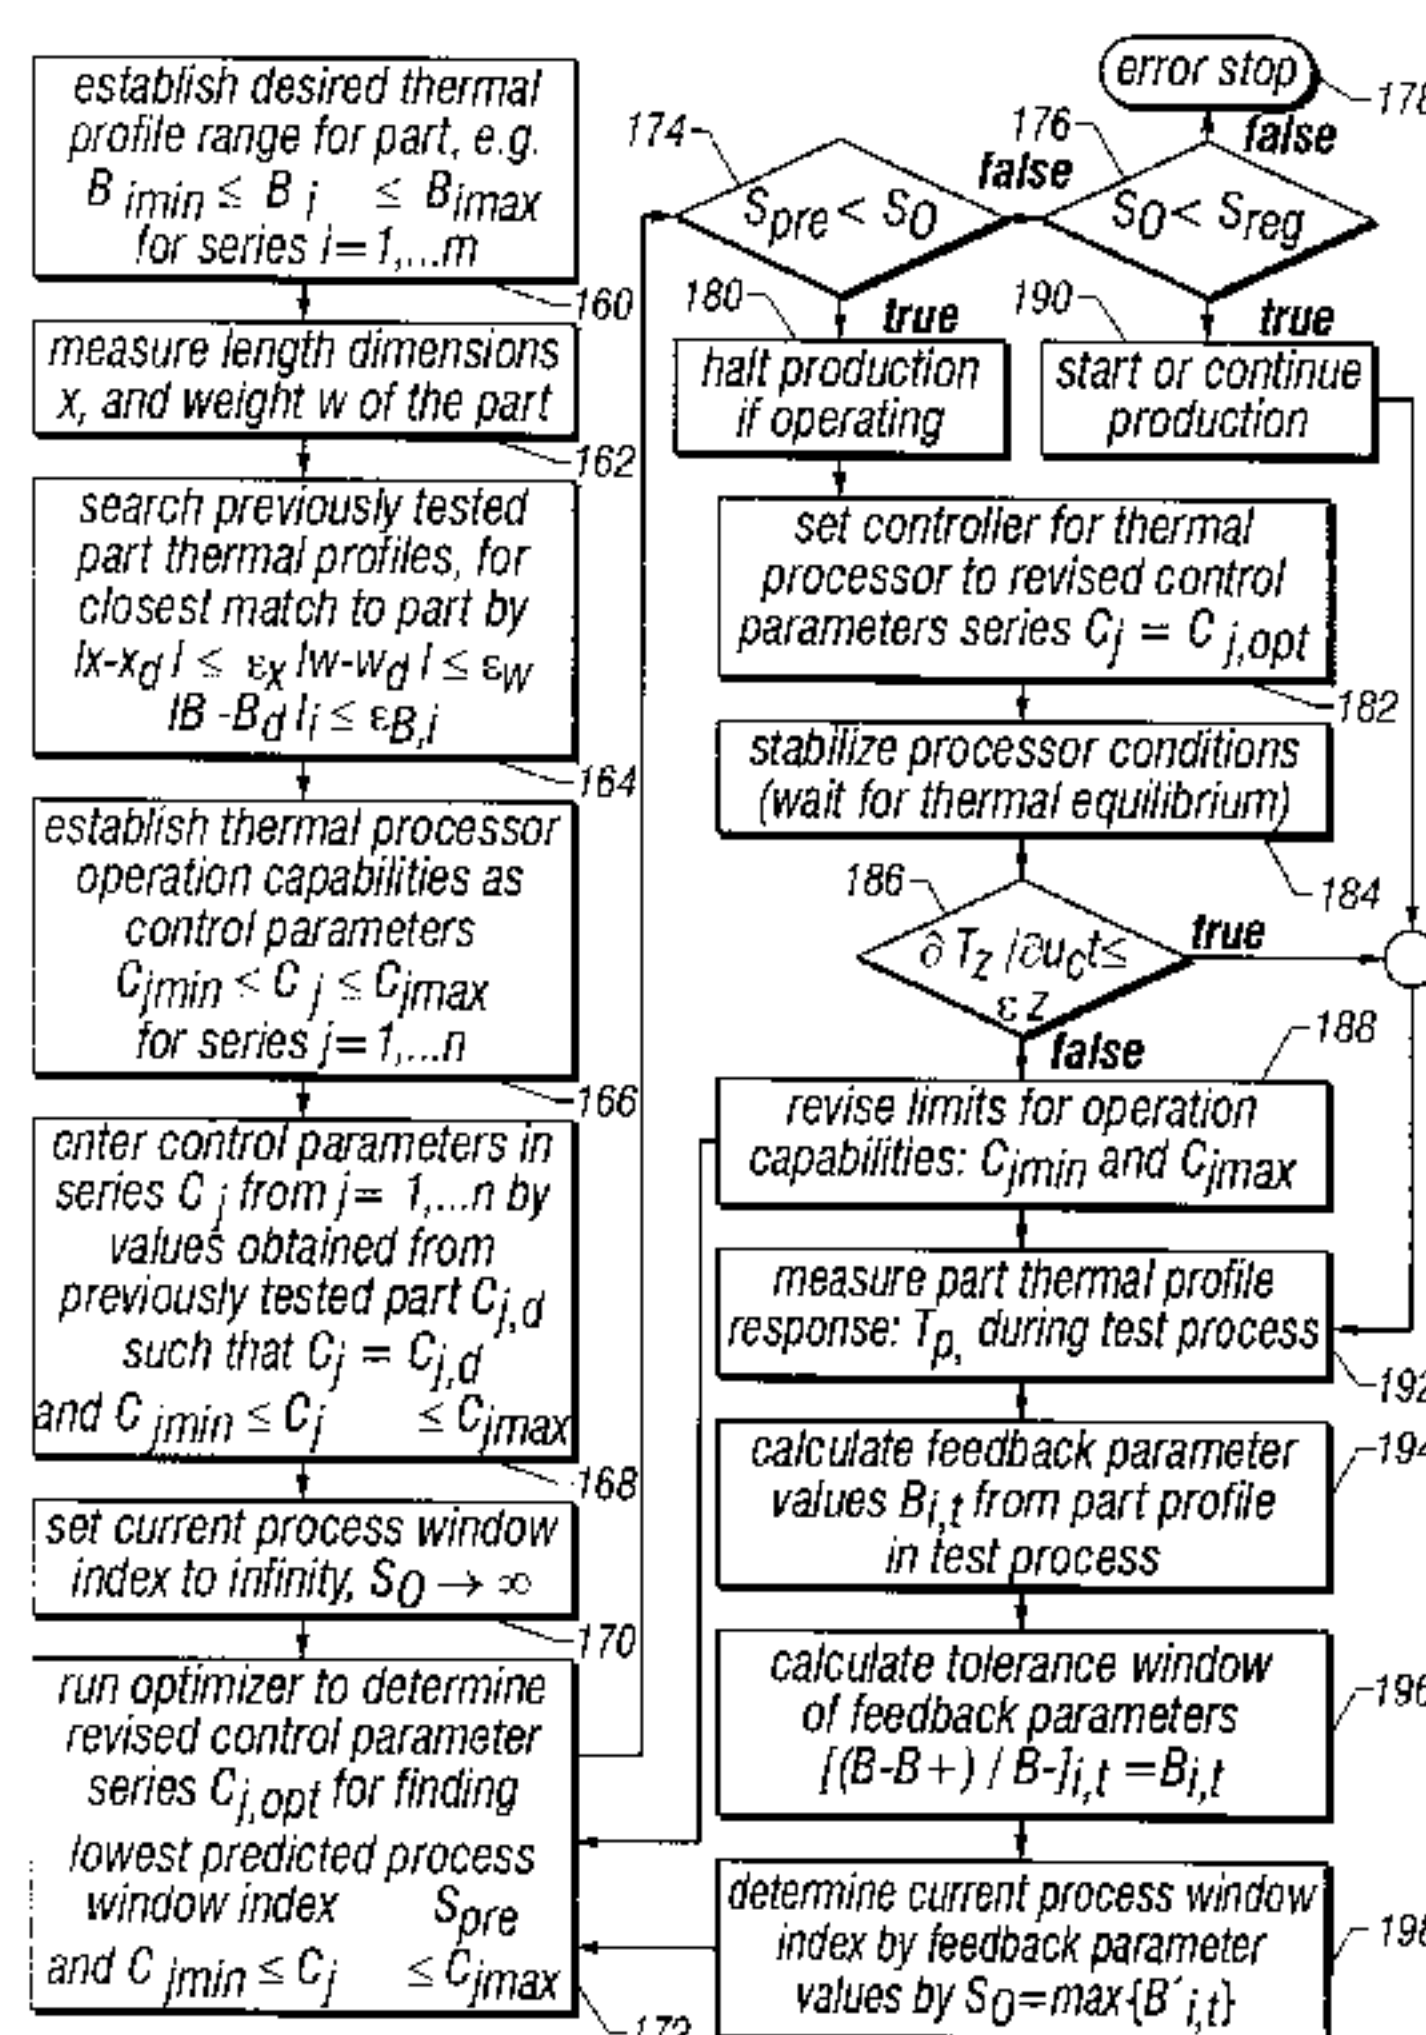 establish desired thermal
profile range for part, e.g.
B imin ≤ B i ≤ Bimax
for series i= 1,...m
160
measure length dimensions
x, and weight w of the part
162
search previously tested
part thermal profiles, for
closest match to part by
|x-xd | ≤ εx |w-wd | ≤ εw
|B -Bd |i ≤ εB,i
164
establish thermal processor
operation capabilities as
control parameters
Cjmin < C j ≤ Cjmax
for series j= 1,...n
166
enter control parameters in
series C j from j= 1,...n by
values obtained from
previously tested part Cj,d
such that Cj = Cj,d
and C jmin ≤ Cj ≤ Cjmax
168
set current process window
index to infinity, SO → ∞
170
run optimizer to determine
revised control parameter
series Cj,opt for finding
lowest predicted process
window index Spre
and C jmin ≤ Cj ≤ Cjmax
172
174
Spre < SO
false
176
SO < Sreg
false
error stop
178
180
true
halt production
if operating
190
true
start or continue
production
set controller for thermal
processor to revised control
parameters series Cj = C j,opt
182
stabilize processor conditions
(wait for thermal equilibrium)
184
186
∂ Tz /∂uct ≤
ε z
true
false
188
revise limits for operation
capabilities: Cjmin and Cjmax
measure part thermal profile
response: Tp, during test process
192
calculate feedback parameter
values Bi,t from part profile
in test process
194
calculate tolerance window
of feedback parameters
[(B-B+) / B-]i,t =Bi,t
196
determine current process window
index by feedback parameter
values by SO=max{B´ i,t}
198